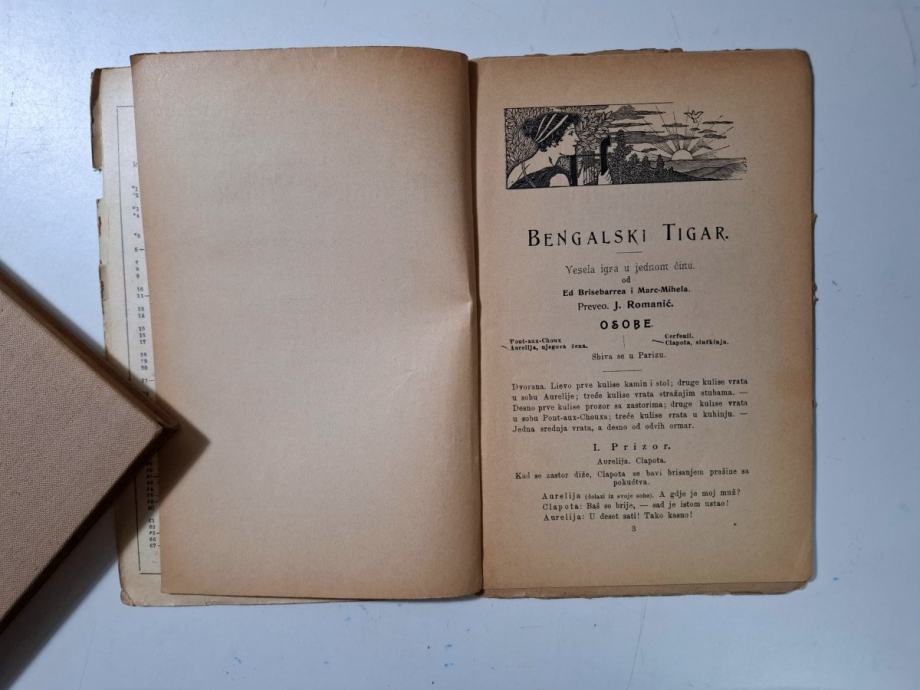 BENGALSKI TIGAR.
Vesela igra u jednom činu.
od
Ed Brisebarrea i Marc-Mihela.
Preveo. J. Romanić.
OSOBE.
Pont-aux-Choux
Aurelija, njegova žena.
Cerfenil.
Clapota, sluškinja.
Sbiva se u Parizu.
Dvorana. Lievo prve kulise kamin i stol; druge kulise vrata
u sobu Aurelije; treće kulise vrata stražnjim stubama. —
Desno prve kulise prozor sa zastorima; druge kulise vrata
u sobu Pont-aux-Chouxa; treće kulise vrata u kuhinju. —
Jedna srednja vrata, a desno od ovih ormar.
I. Prizor.
Aurelija. Clapota.
Kad se zastor diže, Clapota se bavi brisanjem prašine sa
pokućtva.
Aurelija (dolazi iz svoje sobe). A gdje je moj muž?
Clapota: Baš se brije, — sad je istom ustao!
Aurelija: U deset sati! Tako kasno!
3